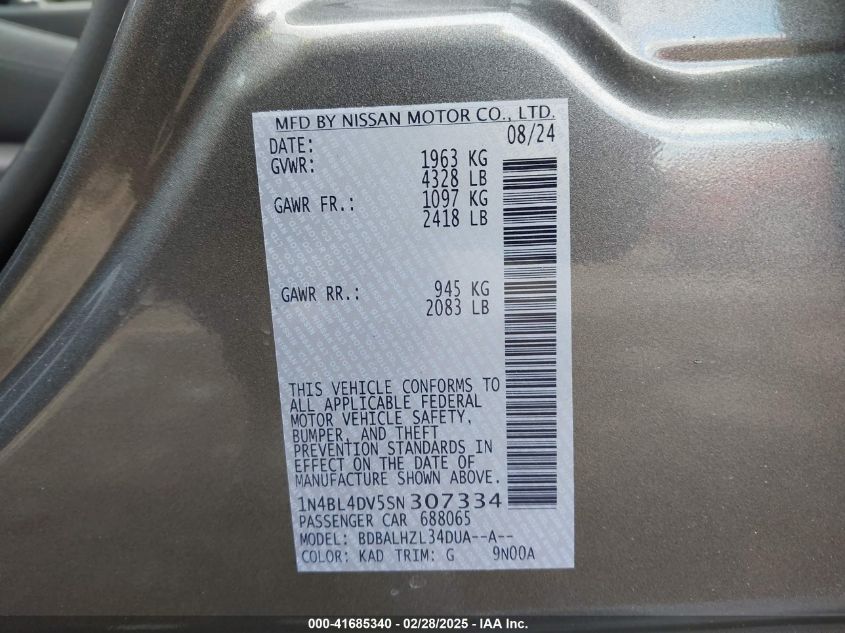 MFD BY NISSAN MOTOR CO., LTD.
DATE: 08/24
GVWR: 1963 KG
4328 LB
GAWR FR.: 1097 KG
2418 LB
GAWR RR.: 945 KG
2083 LB
THIS VEHICLE CONFORMS TO
ALL APPLICABLE FEDERAL
MOTOR VEHICLE SAFETY,
BUMPER, AND THEFT
PREVENTION STANDARDS IN
EFFECT ON THE DATE OF
MANUFACTURE SHOWN ABOVE.
1N4BL4DV5SN307334
PASSENGER CAR 688065
MODEL: BDBALHZL34DUA--A--
COLOR: KAD TRIM: G 9N00A
000-41685340 - 02/28/2025 - IAA Inc.